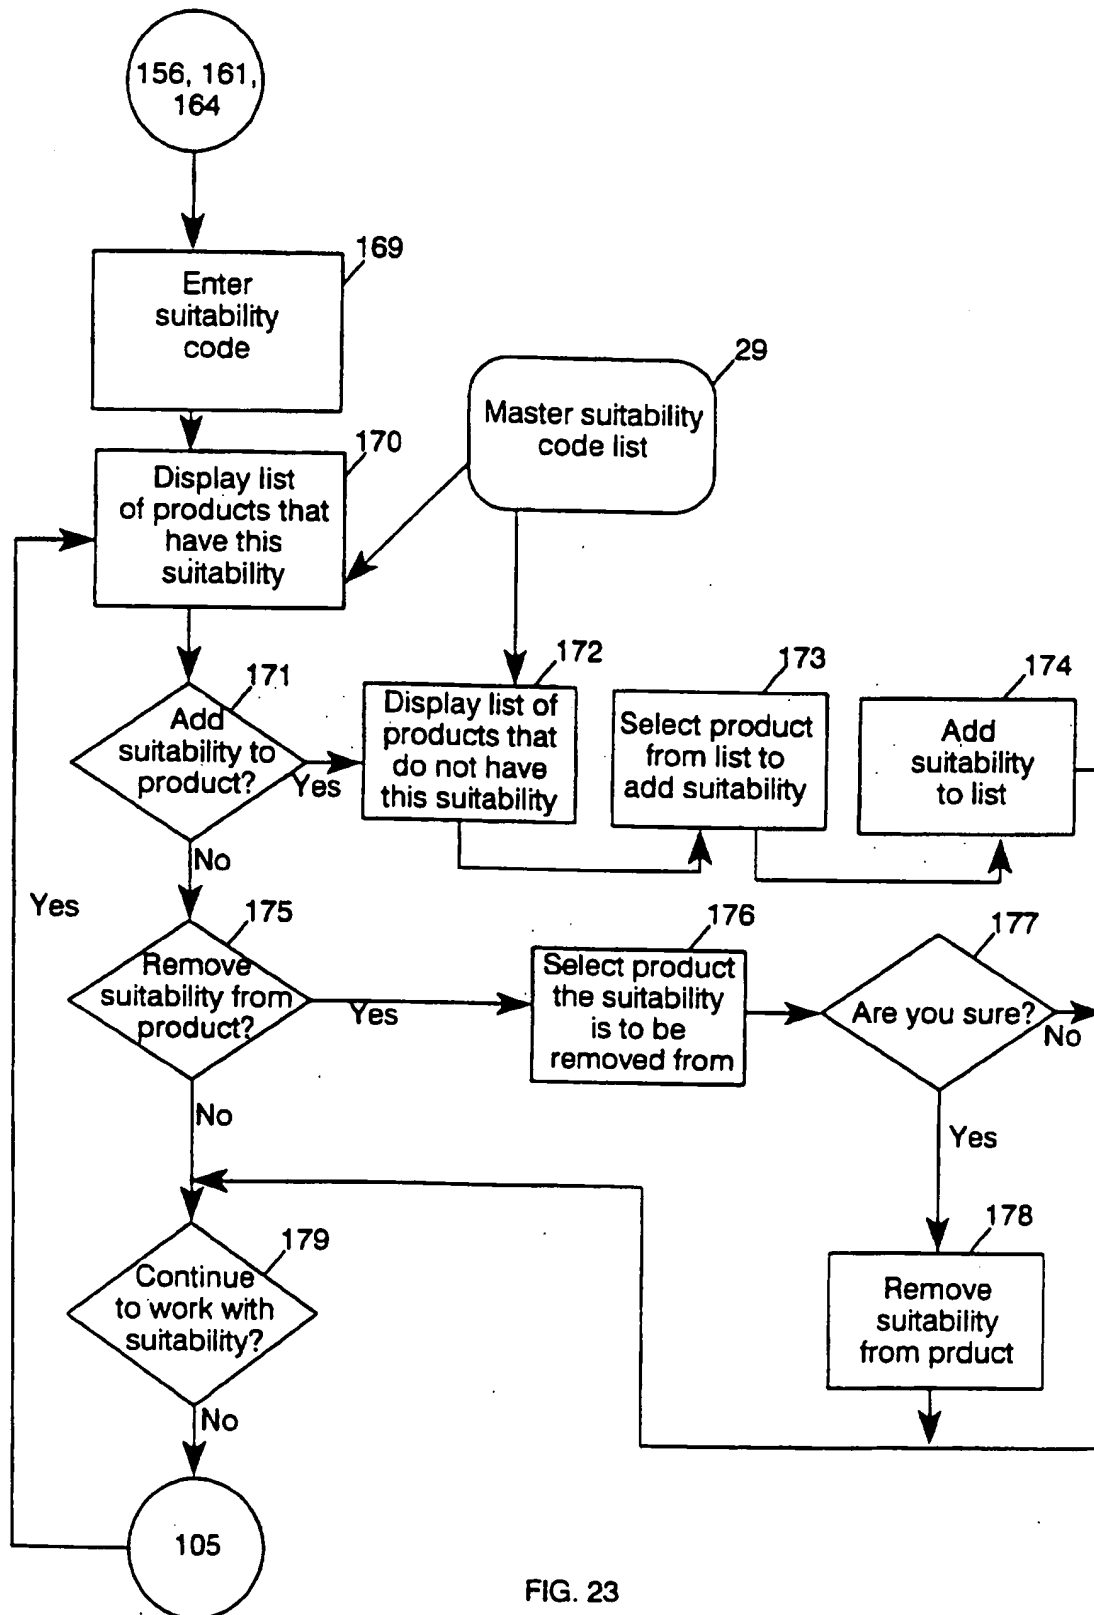 156, 161,
164
169
Enter
suitability
code
29
Master suitability
code list
170
Display list
of products that
have this
suitability
171
Add
suitability to
product?
Yes
172
Display list of
products that
do not have
this suitability
173
Select product
from list to
add suitability
174
Add
suitability
to list
No
Yes
175
Remove
suitability from
product?
Yes
176
Select product
the suitability
is to be
removed from
177
Are you sure?
No
No
Yes
178
Remove
suitability
from prduct
179
Continue
to work with
suitability?
No
105
FIG. 23